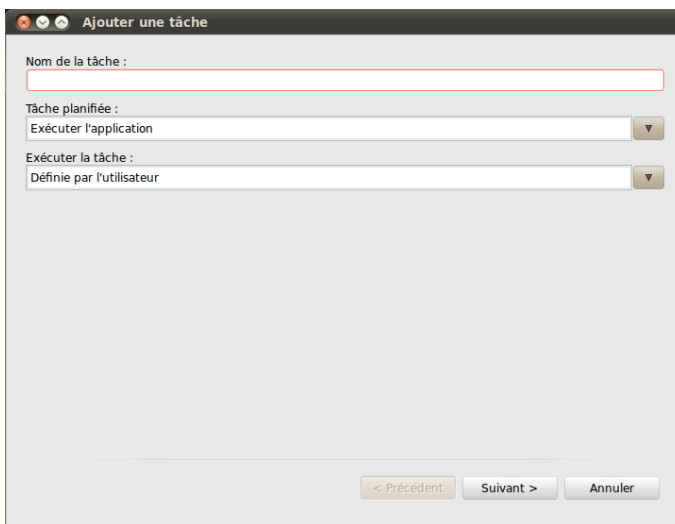 Ajouter une tâche
Nom de la tâche :
Tâche planifiée :
Exécuter l'application
Exécuter la tâche :
Définie par l'utilisateur
< Précédent
Suivant >
Annuler